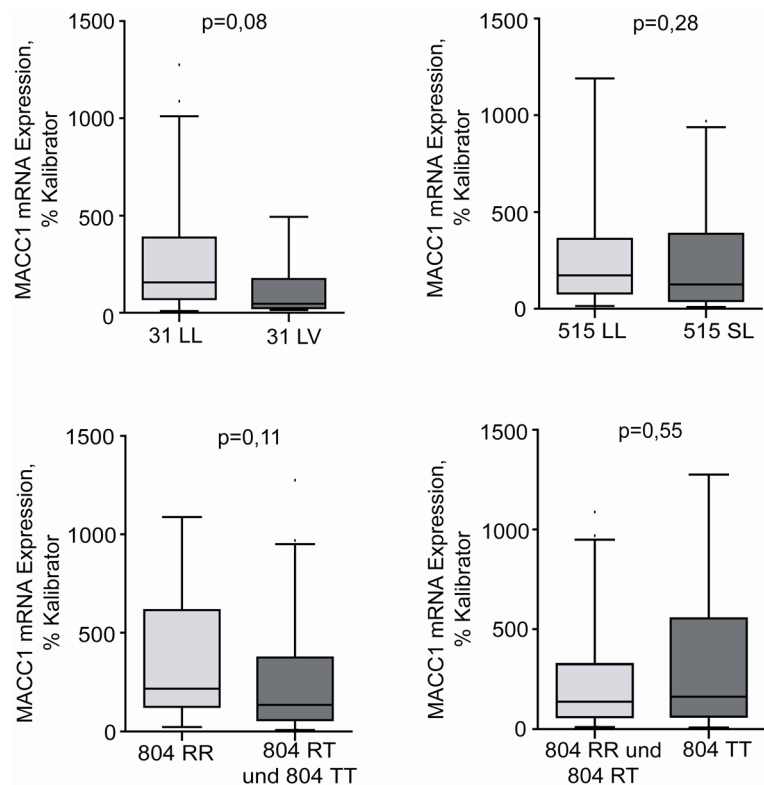 p=0,08
MACC1 mRNA Expression,
% Kalibrator
1500
1000
500
0
31 LL
31 LV
p=0,28
MACC1 mRNA Expression,
% Kalibrator
1500
1000
500
0
515 LL
515 SL
p=0,11
MACC1 mRNA Expression,
% Kalibrator
1500
1000
500
0
804 RR
804 RT
und 804 TT
p=0,55
MACC1 mRNA Expression,
% Kalibrator
1500
1000
500
0
804 RR und
804 RT
804 TT